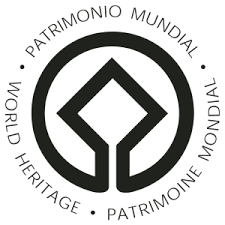 PATRIMONIO MUNDIAL
WORLD HERITAGE
PATRIMOINE MONDIAL